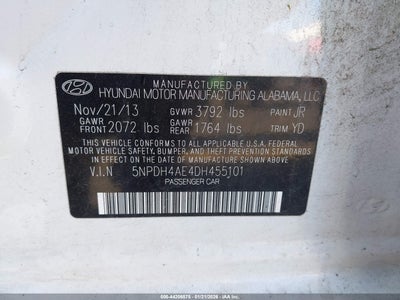 MANUFACTURED BY
HYUNDAI MOTOR MANUFACTURING ALABAMA, LLC
Nov/21/13 GVWR 3792 lbs PAINT JR
GAWR FRONT 2072 lbs GAWR REAR 1764 lbs TRIM YD
THIS VEHICLE CONFORMS TO ALL APPLICABLE U.S.A. FEDERAL
MOTOR VEHICLE SAFETY, BUMPER, AND THEFT PREVENTION
STANDARDS IN EFFECT ON THE DATE OF MANUFACTURE SHOWN ABOVE.
V.I.N 5NPDH4AE4DH455101
PASSENGER CAR